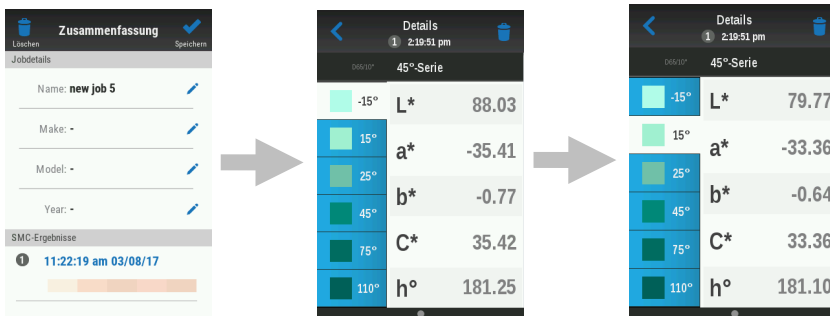 Zusammenfassung
Löschen
Speichern
Jobdetails
Name: new job 5
Make: -
Model: -
Year: -
SMC-Ergebnisse
1 11:22:19 am 03/08/17
Details
1 2:19:51 pm
D65/10° 45°-Serie
-15° L* 88.03
15° a* -35.41
25° b* -0.77
45° C* 35.42
75° h° 181.25
110°
Details
1 2:19:51 pm
D65/10° 45°-Serie
-15° L* 79.77
15° a* -33.36
25° b* -0.64
45° C* 33.36
75° h° 181.10
110°